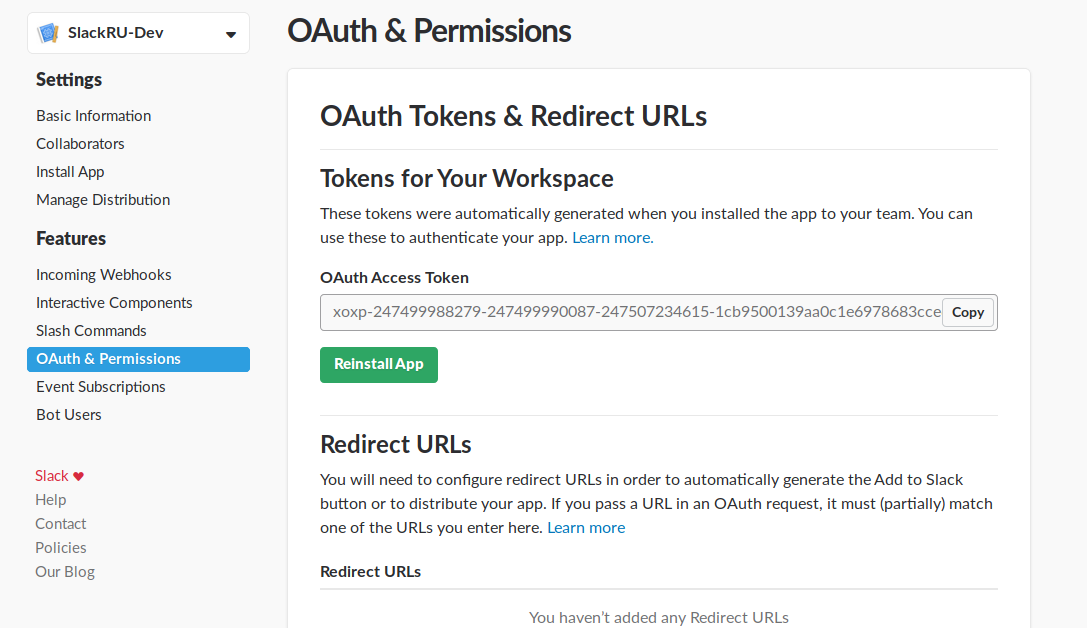 SlackRU-Dev
Settings
Basic Information
Collaborators
Install App
Manage Distribution
Features
Incoming Webhooks
Interactive Components
Slash Commands
OAuth & Permissions
Event Subscriptions
Bot Users
Slack ♥
Help
Contact
Policies
Our Blog
OAuth & Permissions
OAuth Tokens & Redirect URLs
Tokens for Your Workspace
These tokens were automatically generated when you installed the app to your team. You can
use these to authenticate your app. Learn more.
OAuth Access Token
xoxp-247499988279-247499990087-247507234615-1cb9500139aa0c1e6978683cce
Copy
Reinstall App
Redirect URLs
You will need to configure redirect URLs in order to automatically generate the Add to Slack
button or to distribute your app. If you pass a URL in an OAuth request, it must (partially) match
one of the URLs you enter here. Learn more
Redirect URLs
You haven't added any Redirect URLs